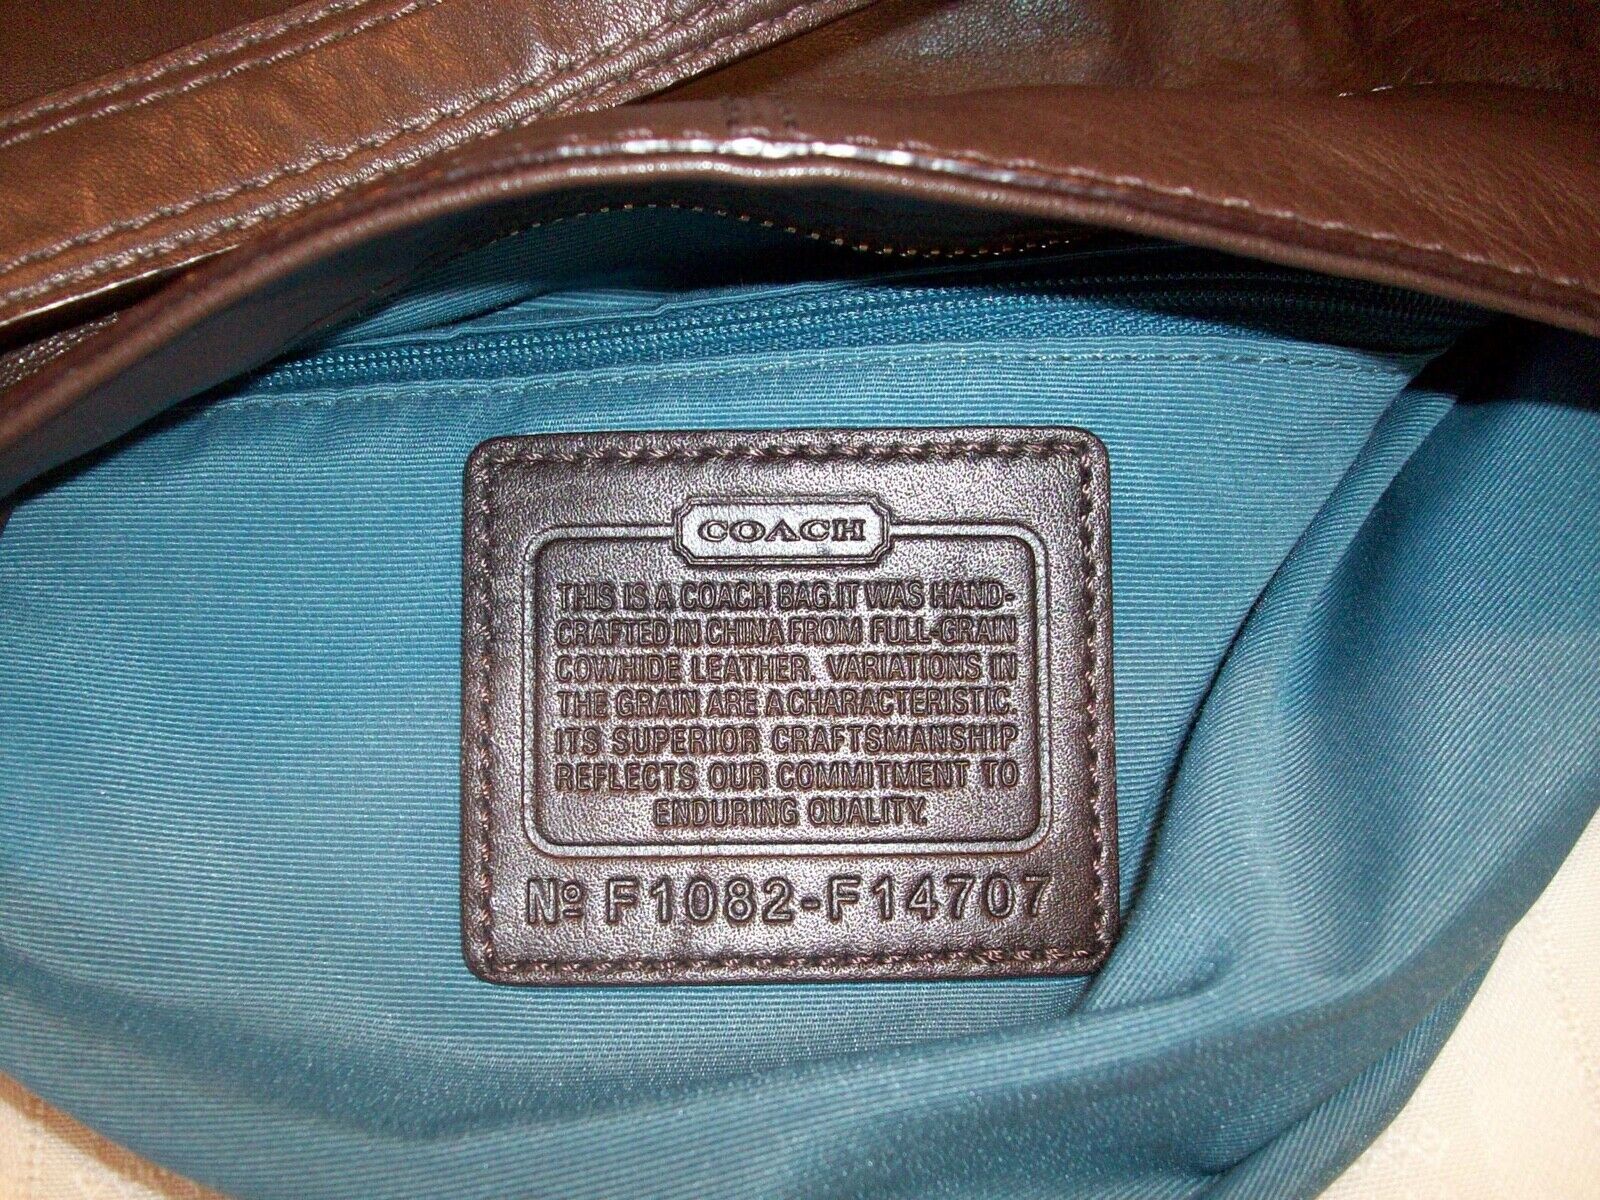 COACH
THIS IS A COACH BAG.IT WAS HAND-
CRAFTED IN CHINA FROM FULL-GRAIN
COWHIDE LEATHER. VARIATIONS IN
THE GRAIN ARE A CHARACTERISTIC.
ITS SUPERIOR CRAFTSMANSHIP
REFLECTS OUR COMMITMENT TO
ENDURING QUALITY.
Nº F1082-F14707